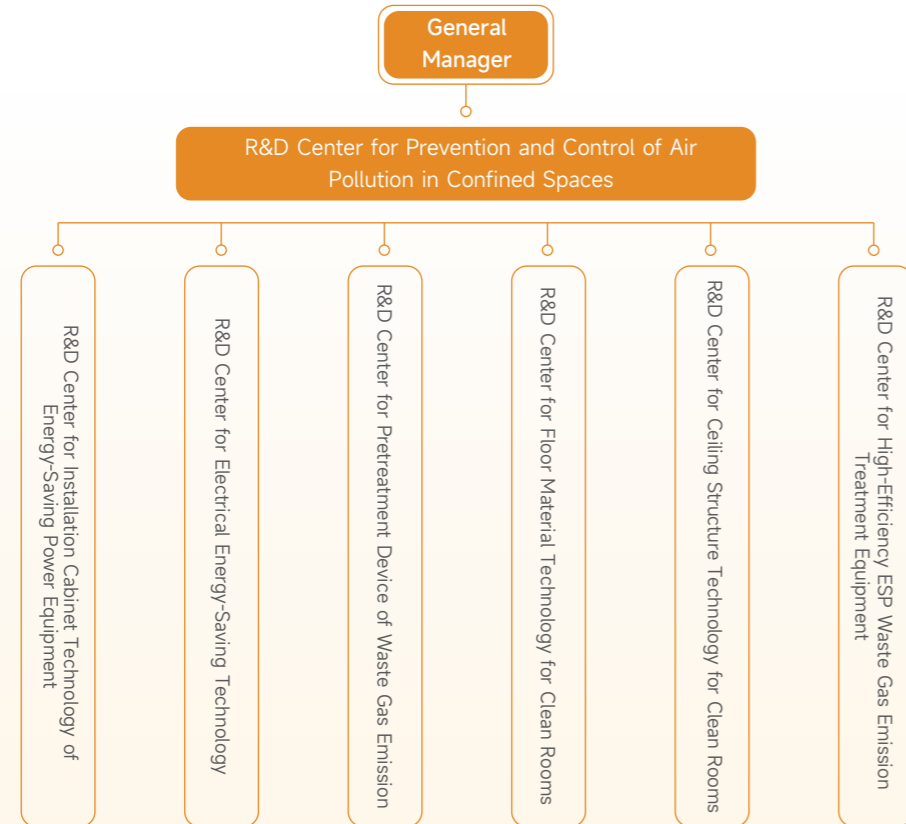 General
Manager
R&D Center for Prevention and Control of Air
Pollution in Confined Spaces
R&D Center for Installation Cabinet Technology of
Energy-Saving Power Equipment
R&D Center for Electrical Energy-Saving Technology
R&D Center for Pretreatment Device of Waste Gas Emission
R&D Center for Floor Material Technology for Clean Rooms
R&D Center for Ceiling Structure Technology for Clean Rooms
R&D Center for High-Efficiency ESP Waste Gas Emission
Treatment Equipment